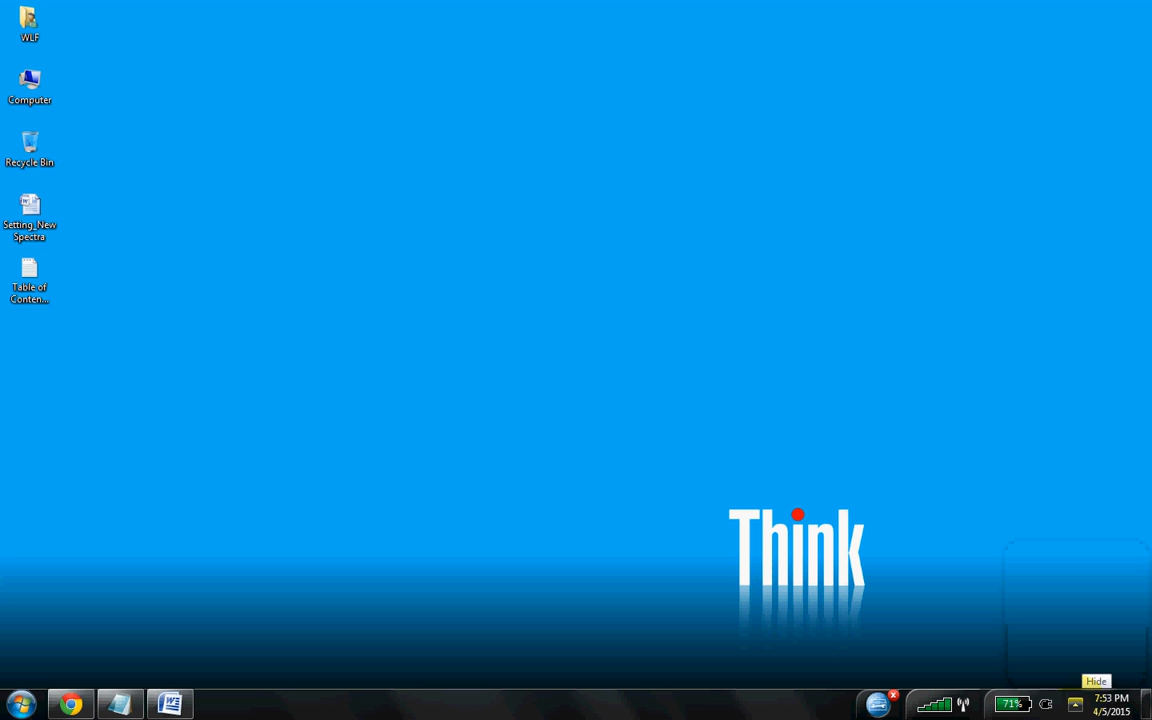 WLF
Computer
Recycle Bin
Setting_New
Spectra
Table of
Conten...
Think
Hide
71%
7:53 PM
4/5/2015